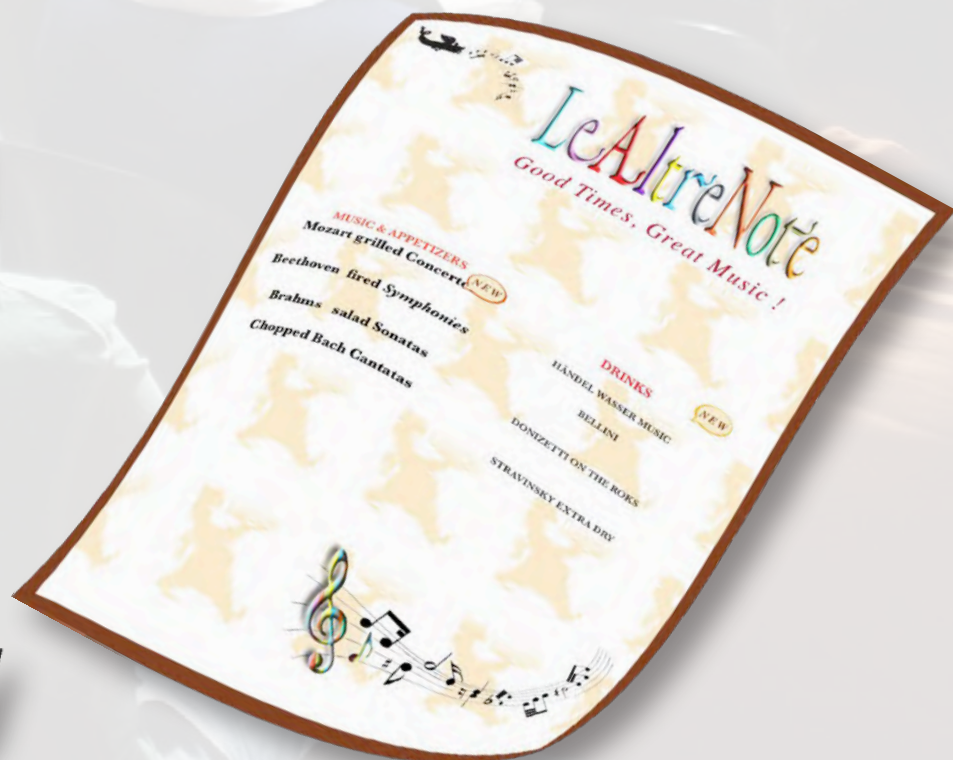 LeAltreNote
Good Times, Great Music !
MUSIC & APPETIZERS
Mozart grilled Concerto
NEW
Beethoven fired Symphonies
Brahms salad Sonatas
Chopped Bach Cantatas
DRINKS
HÄNDEL WASSER MUSIC
NEW
BELLINI
DONIZETTI ON THE ROKS
STRAVINSKY EXTRA DRY